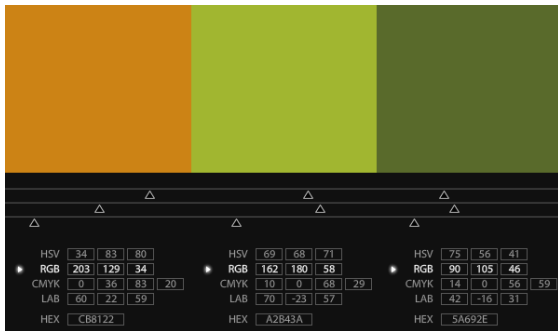 HSV 34 83 80 HSV 69 68 71 HSV 75 56 41
RGB 203 129 34 RGB 162 180 58 RGB 90 105 46
CMYK 0 36 83 20 CMYK 10 0 68 29 CMYK 14 0 56 59
LAB 60 22 59 LAB 70 -23 57 LAB 42 -16 31
HEX CB8122 HEX A2B43A HEX 5A692E